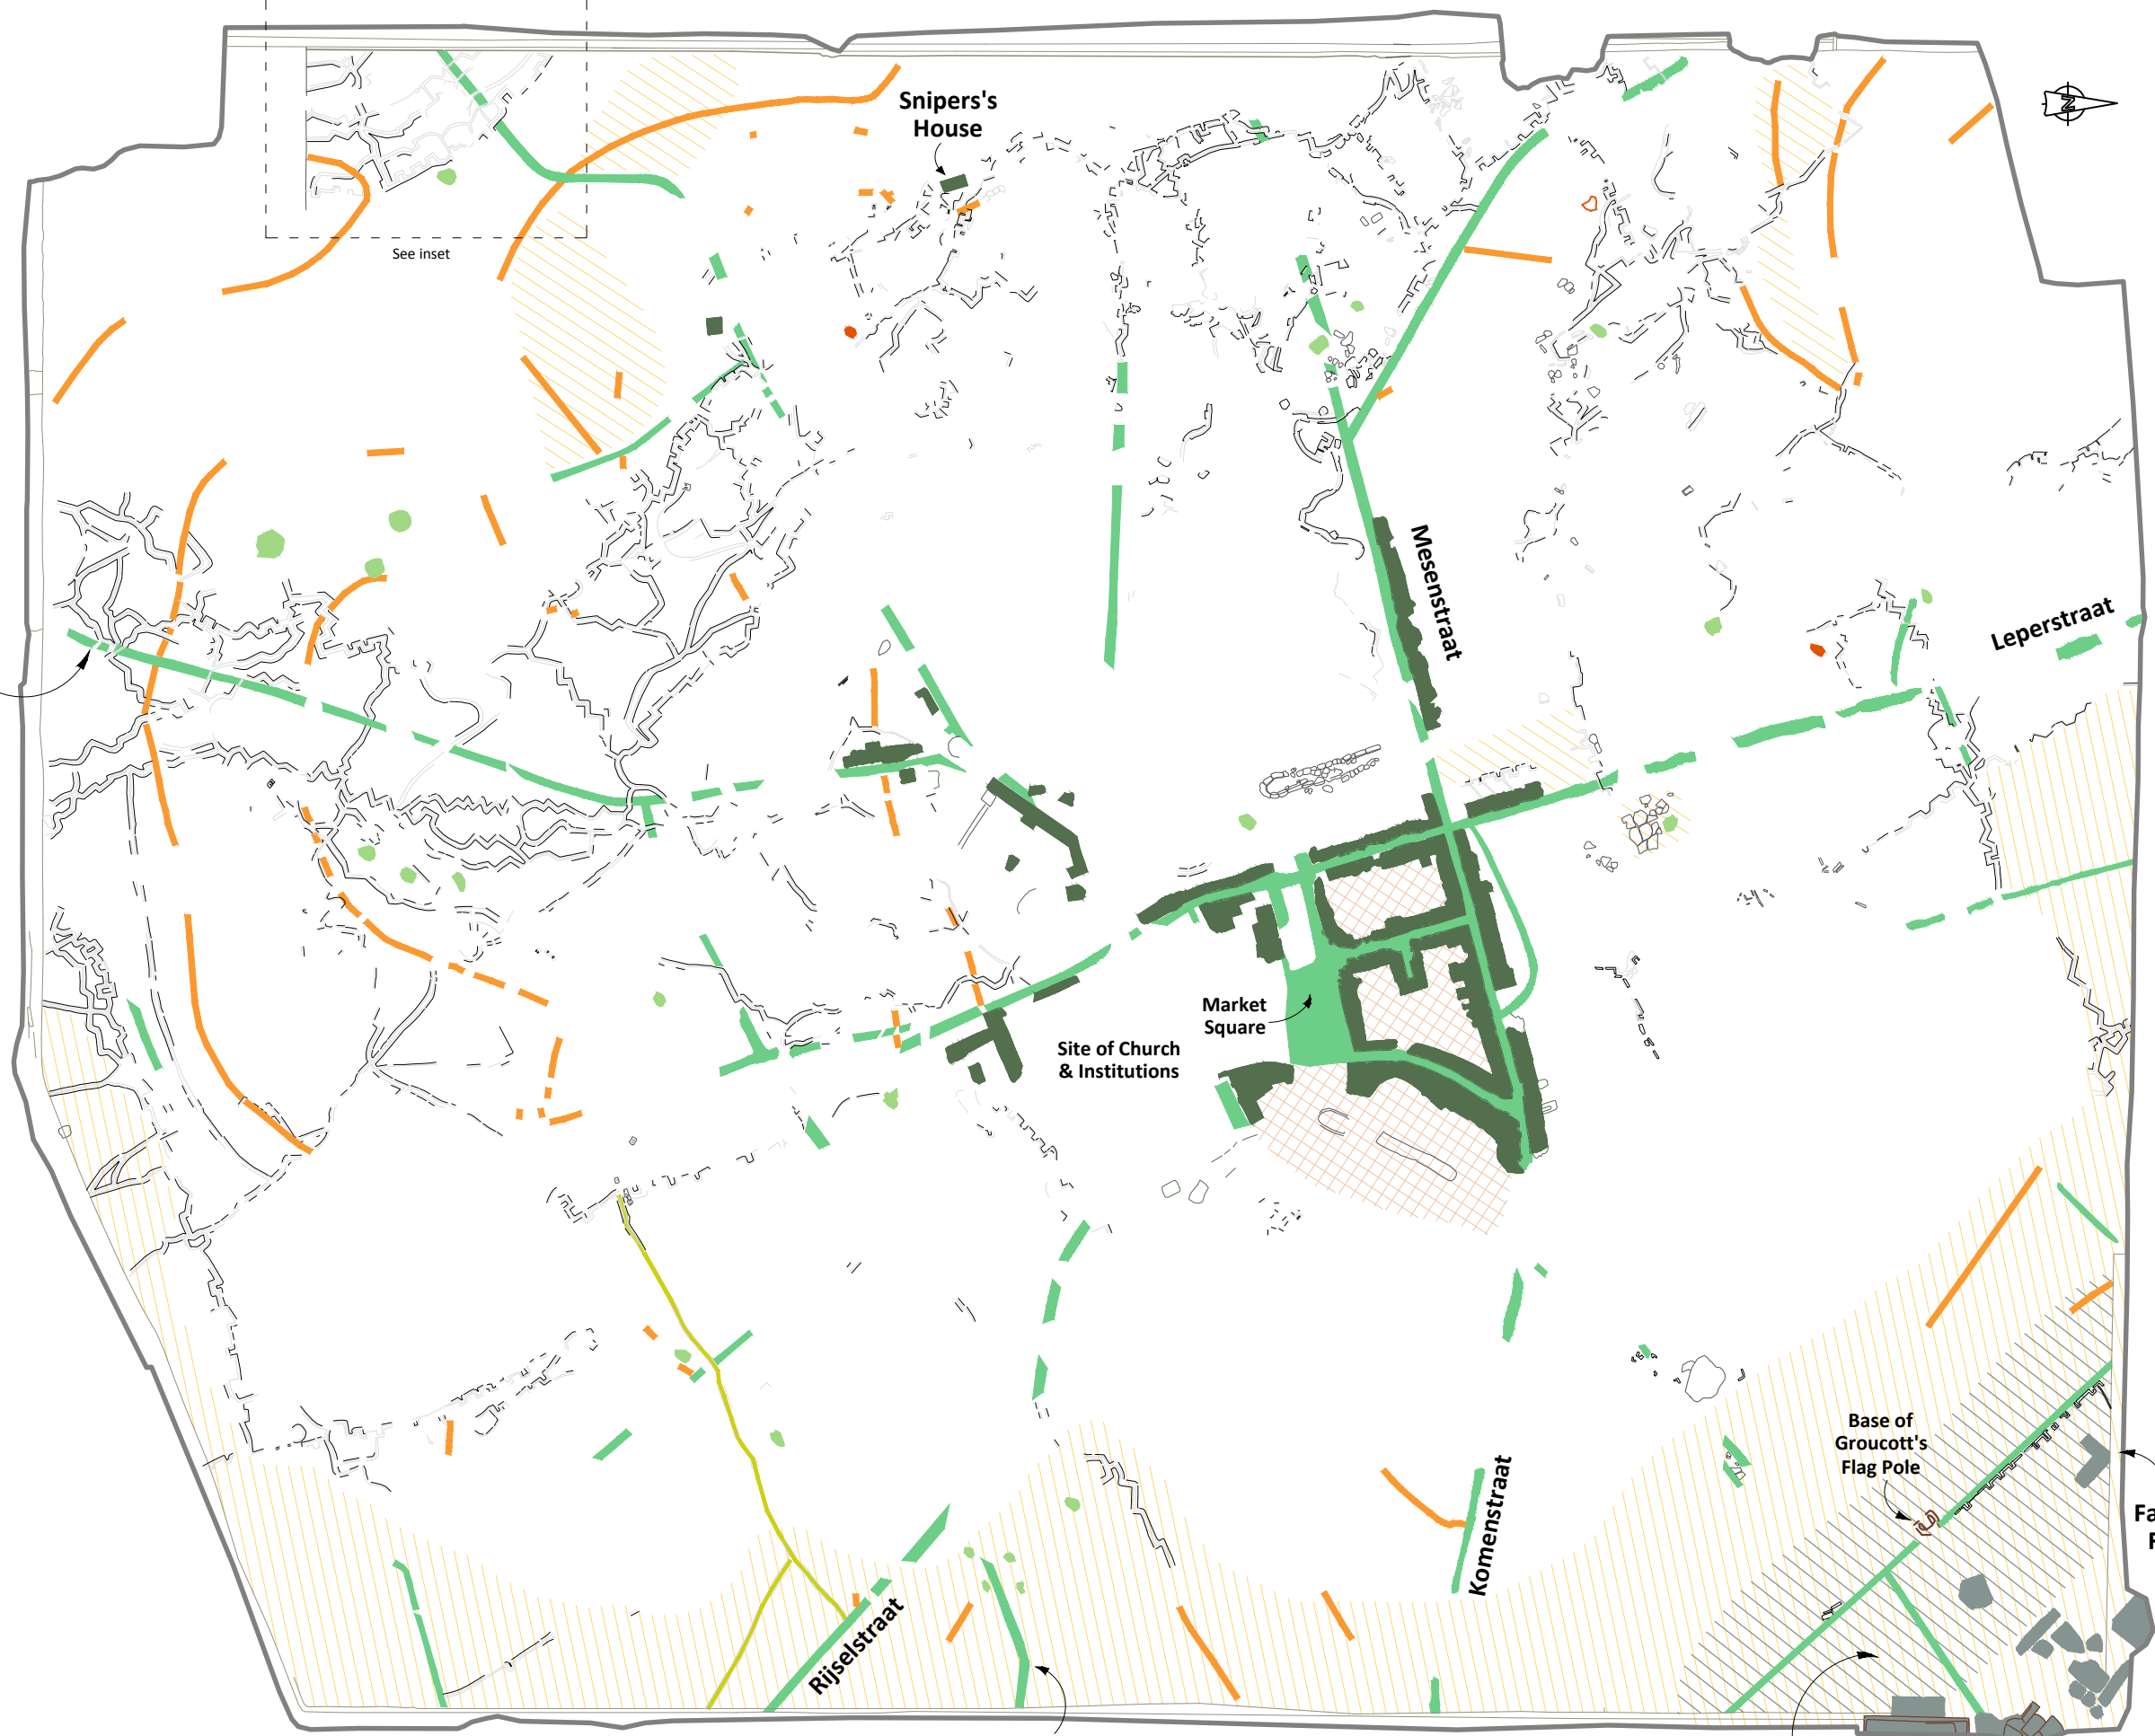 Snipers's
House
See inset
Mesenstraat
Leperstraat
Market
Square
Site of Church
& Institutions
Base of
Groucott's
Flag Pole
Komenstraat
Rijselstraat
N